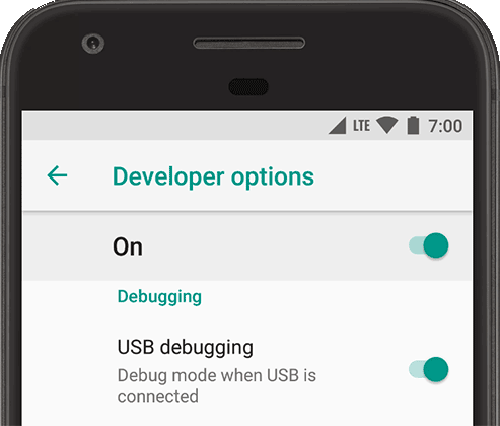 LTE 7:00
Developer options
On
Debugging
USB debugging
Debug mode when USB is
connected